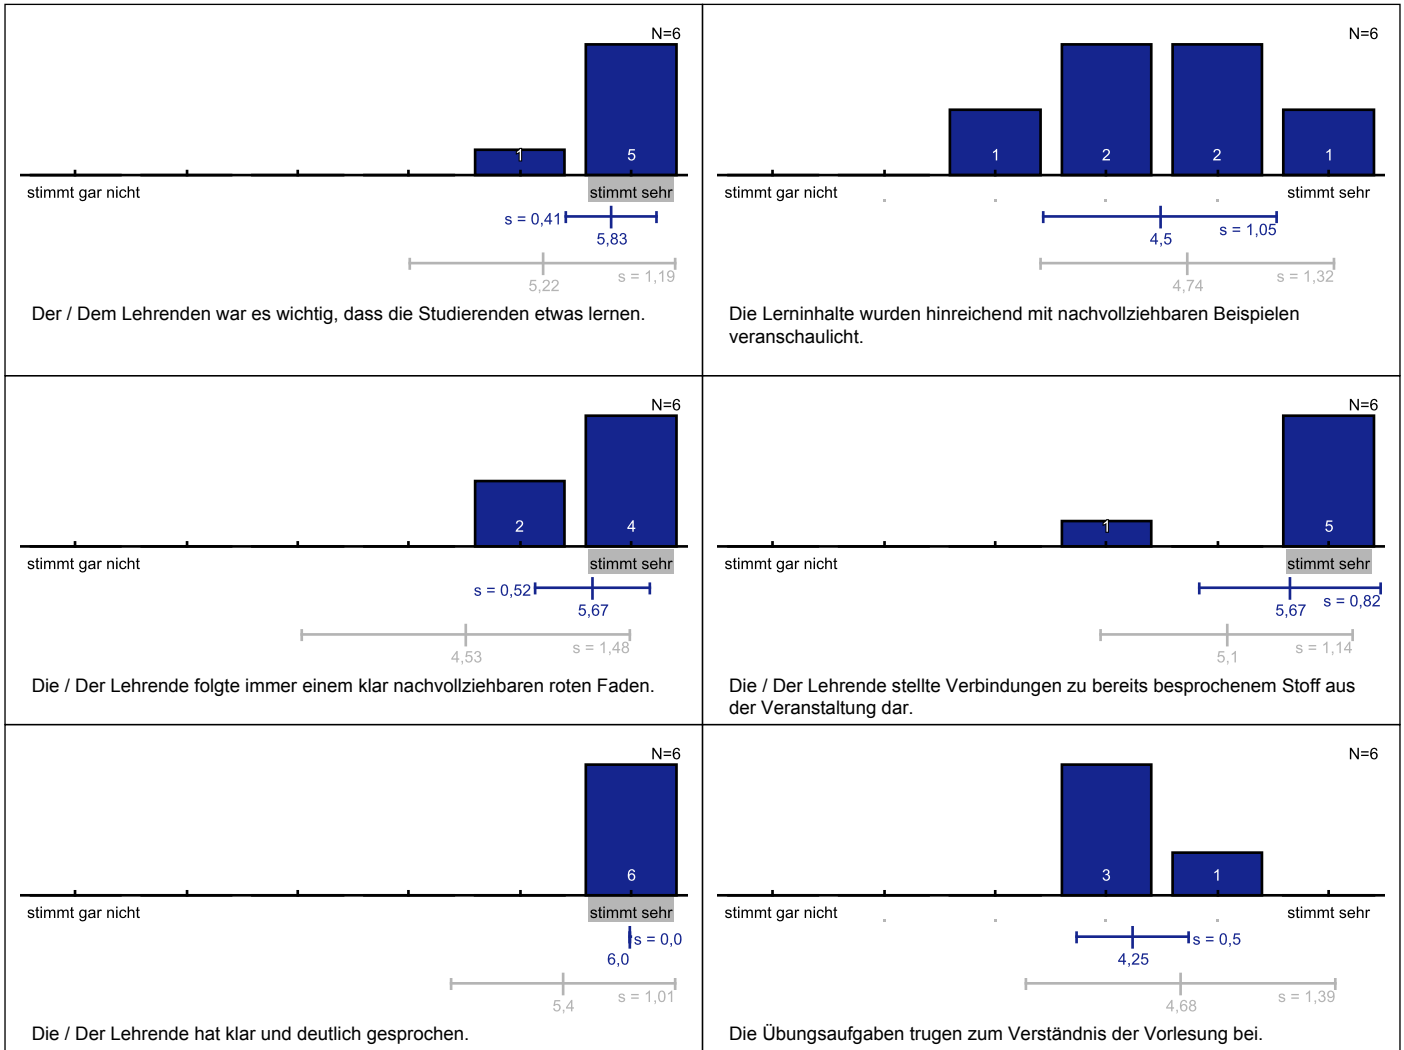 N=6
1
5
stimmt gar nicht
stimmt sehr
s = 0,41
5,83
s = 1,19
5,22
Der / Dem Lehrenden war es wichtig, dass die Studierenden etwas lernen.
N=6
1
2
2
1
stimmt gar nicht
stimmt sehr
s = 1,05
4,5
s = 1,32
4,74
Die Lerninhalte wurden hinreichend mit nachvollziehbaren Beispielen
veranschaulicht.
N=6
2
4
stimmt gar nicht
stimmt sehr
s = 0,52
5,67
s = 1,48
4,53
Die / Der Lehrende folgte immer einem klar nachvollziehbaren roten Faden.
N=6
1
5
stimmt gar nicht
stimmt sehr
5,67
s = 0,82
s = 1,14
5,1
Die / Der Lehrende stellte Verbindungen zu bereits besprochenem Stoff aus
der Veranstaltung dar.
N=6
6
stimmt gar nicht
stimmt sehr
s = 0,0
6,0
s = 1,01
5,4
Die / Der Lehrende hat klar und deutlich gesprochen.
N=6
3
1
stimmt gar nicht
stimmt sehr
s = 0,5
4,25
s = 1,39
4,68
Die Übungsaufgaben trugen zum Verständnis der Vorlesung bei.